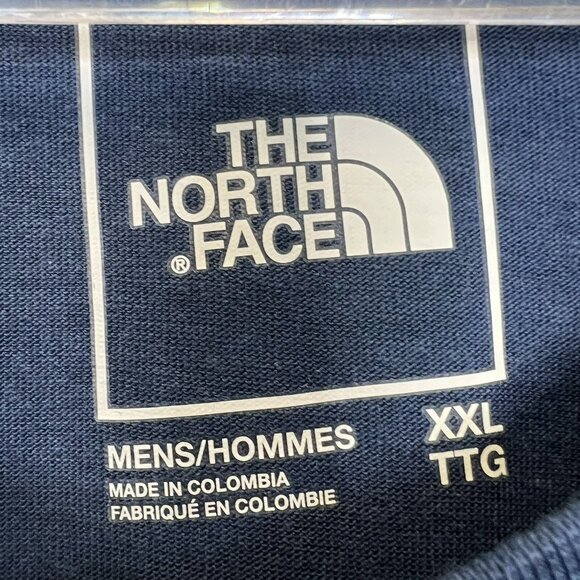 THE
NORTH
® FACE
MENS/HOMMES XXL
TTG
MADE IN COLOMBIA
FABRIQUÉ EN COLOMBIE